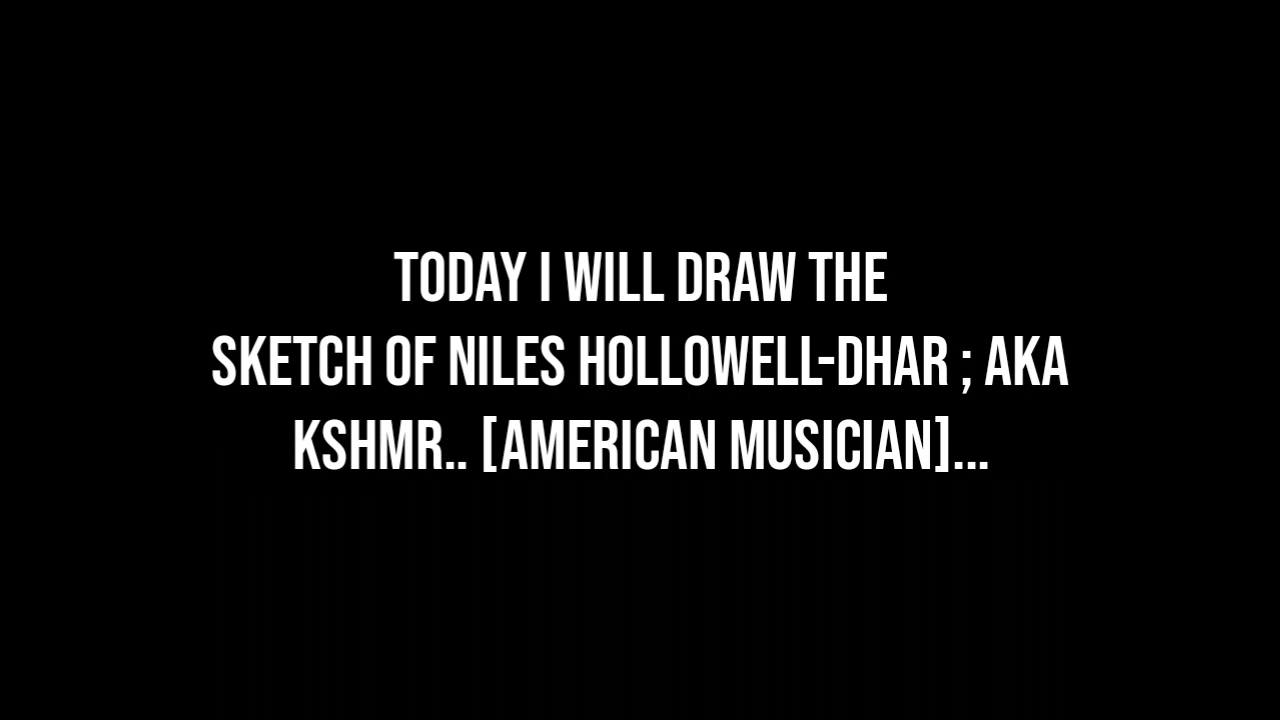 TODAY I WILL DRAW THE
SKETCH OF NILES HOLLOWELL-DHAR ; AKA
KSHMR.. [AMERICAN MUSICIAN]...